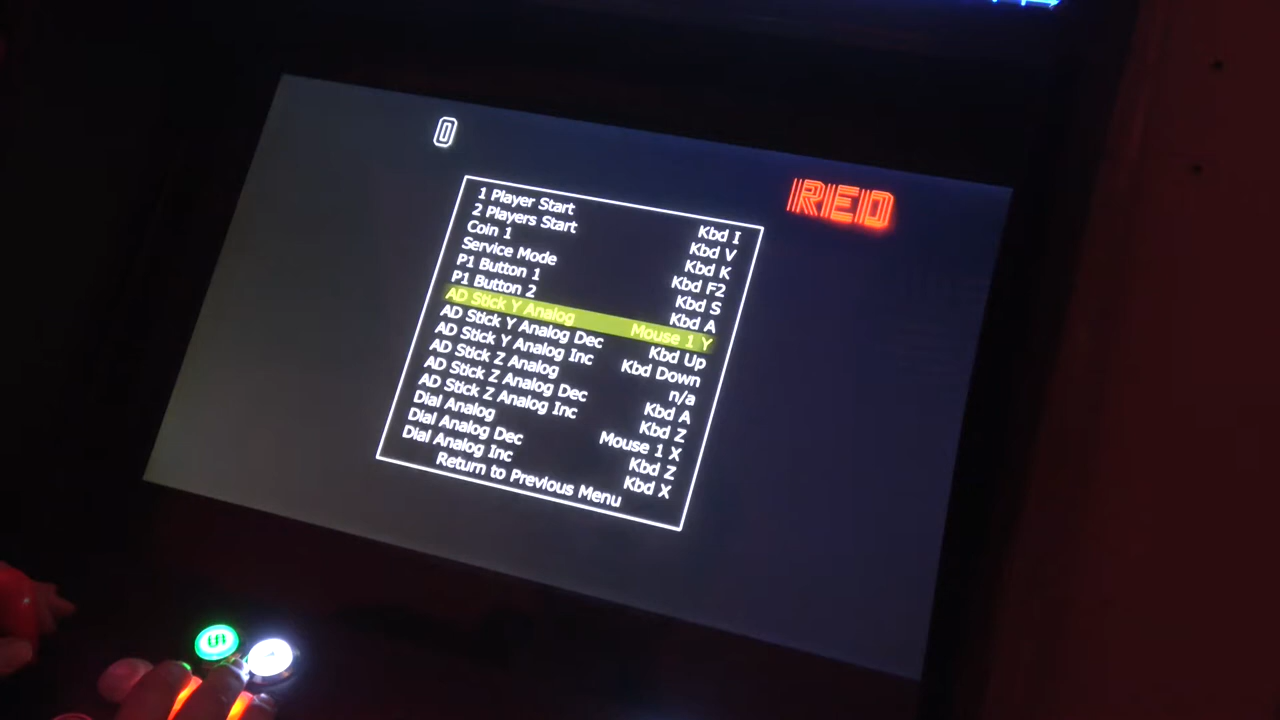 0
RED
1 Player Start Kbd I
2 Players Start Kbd V
Coin 1 Kbd K
Service Mode Kbd F2
P1 Button 1 Kbd S
P1 Button 2 Kbd A
AD Stick Y Analog Mouse 1 Y
AD Stick Y Analog Dec Kbd Up
AD Stick Y Analog Inc Kbd Down
AD Stick Z Analog n/a
AD Stick Z Analog Dec Kbd A
AD Stick Z Analog Inc Kbd Z
Dial Analog Mouse 1 X
Dial Analog Dec Kbd Z
Dial Analog Inc Kbd X
Return to Previous Menu